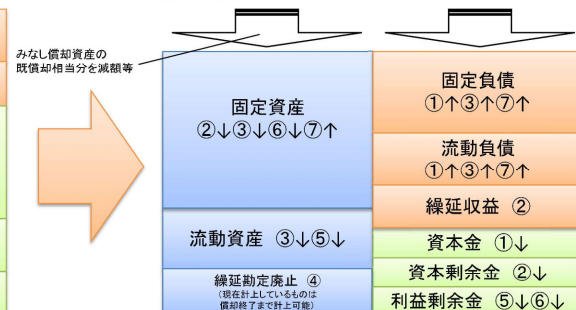 みなし償却資産の
既償却相当分を減額等
固定資産
②↓③↓⑥↓⑦↑
流動資産 ③↓⑤↓
繰延勘定廃止 ④
(現在計上しているものは
償却終了まで計上可能)
固定負債
①↑③↑⑦↑
流動負債
①↑③↑⑦↑
繰延収益 ②
資本金 ①↓
資本剰余金 ②↓
利益剰余金 ⑤↓⑥↓